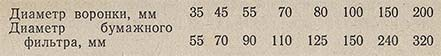 Диаметр воронки, мм 35 45 55 70 80 100 150 200
Диаметр бумажного
фильтра, мм 55 70 90 110 125 150 240 320